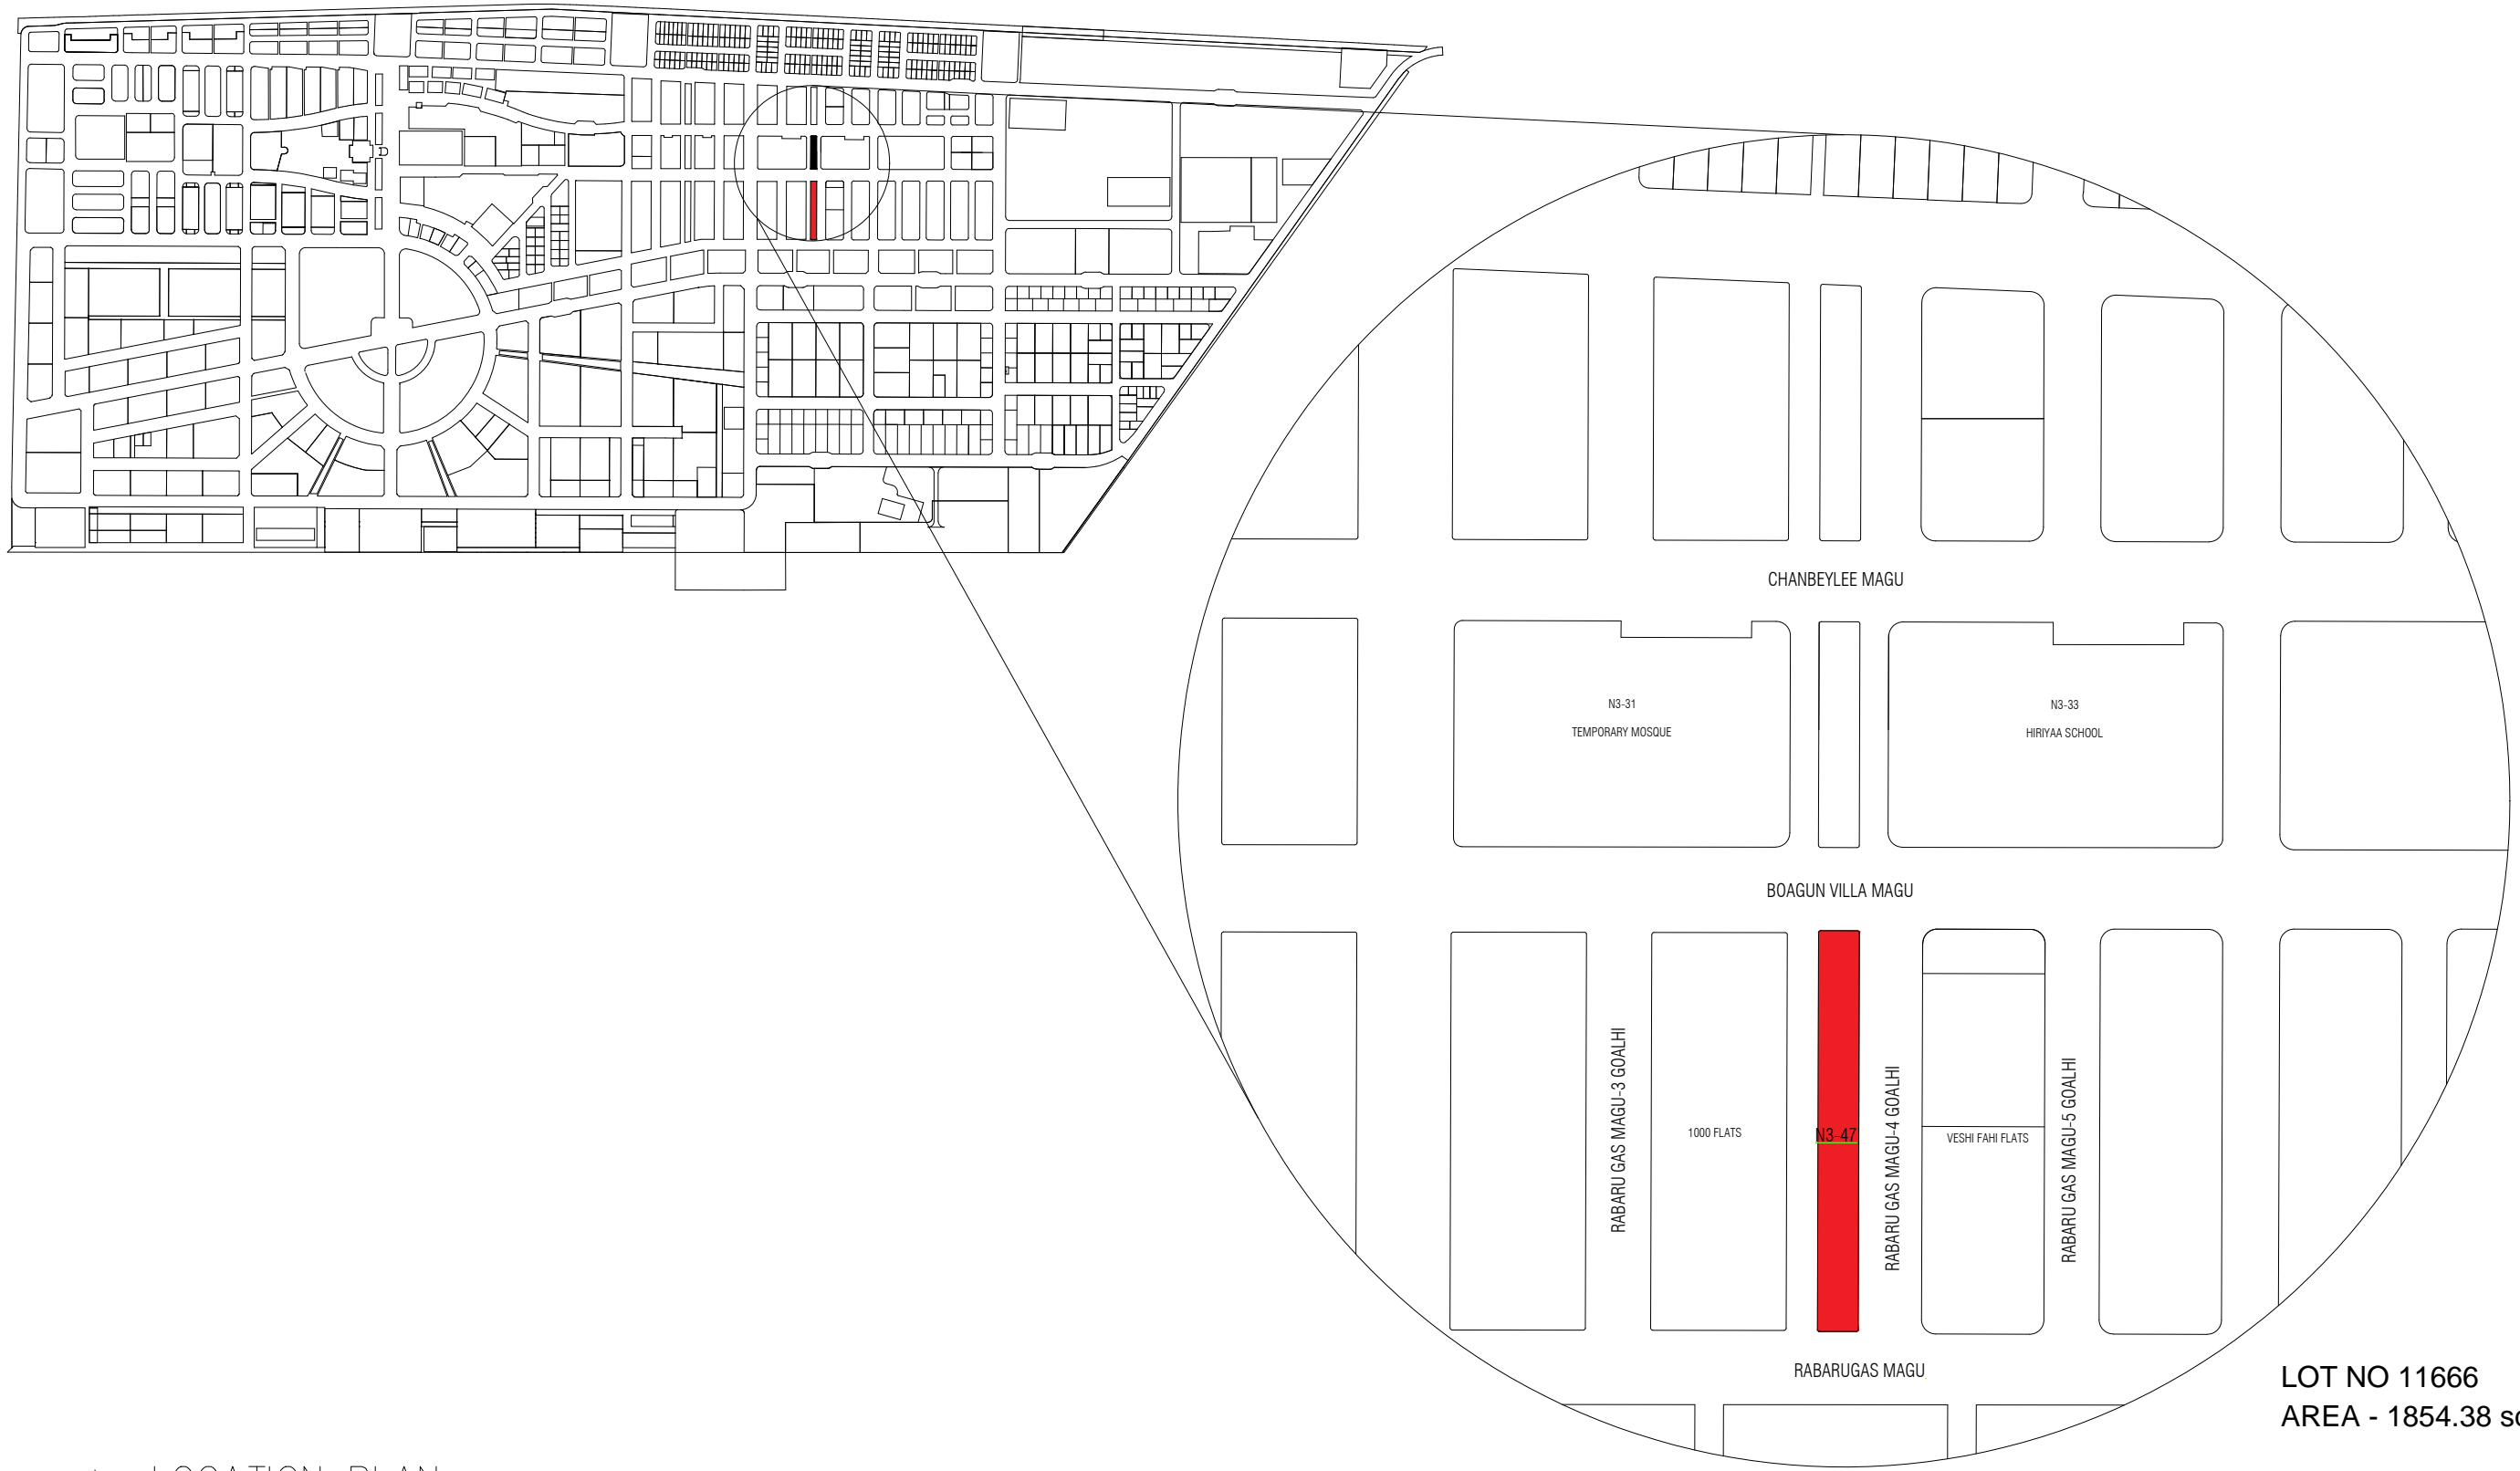 CHANBEYLEE MAGU
N3-31
TEMPORARY MOSQUE
N3-33
HIRIYAA SCHOOL
BOAGUN VILLA MAGU
RABARU GAS MAGU-3 GOALHI
1000 FLATS
N3-47
RABARU GAS MAGU-4 GOALHI
VESHI FAHI FLATS
RABARU GAS MAGU-5 GOALHI
RABARUGAS MAGU
LOT NO 11666
AREA - 1854.38
LOCATION PLAN